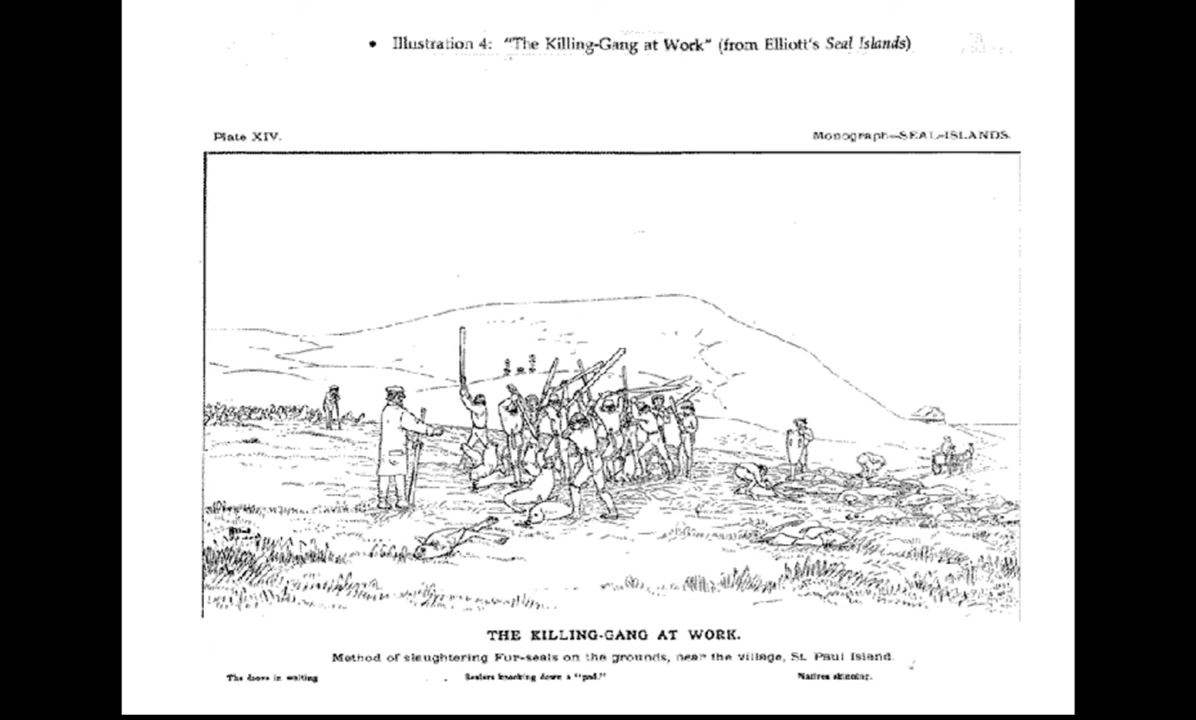 • Illustration 4: "The Killing-Gang at Work" (from Elliott's Seal Islands)
Plate XIV.
Monograph—SEAL-ISLANDS.
THE KILLING-GANG AT WORK.
Method of slaughtering Fur-seals on the grounds, near the village, St. Paul Island.
The drove in waiting
Sealers knocking down a "pod."
Natives skinning.